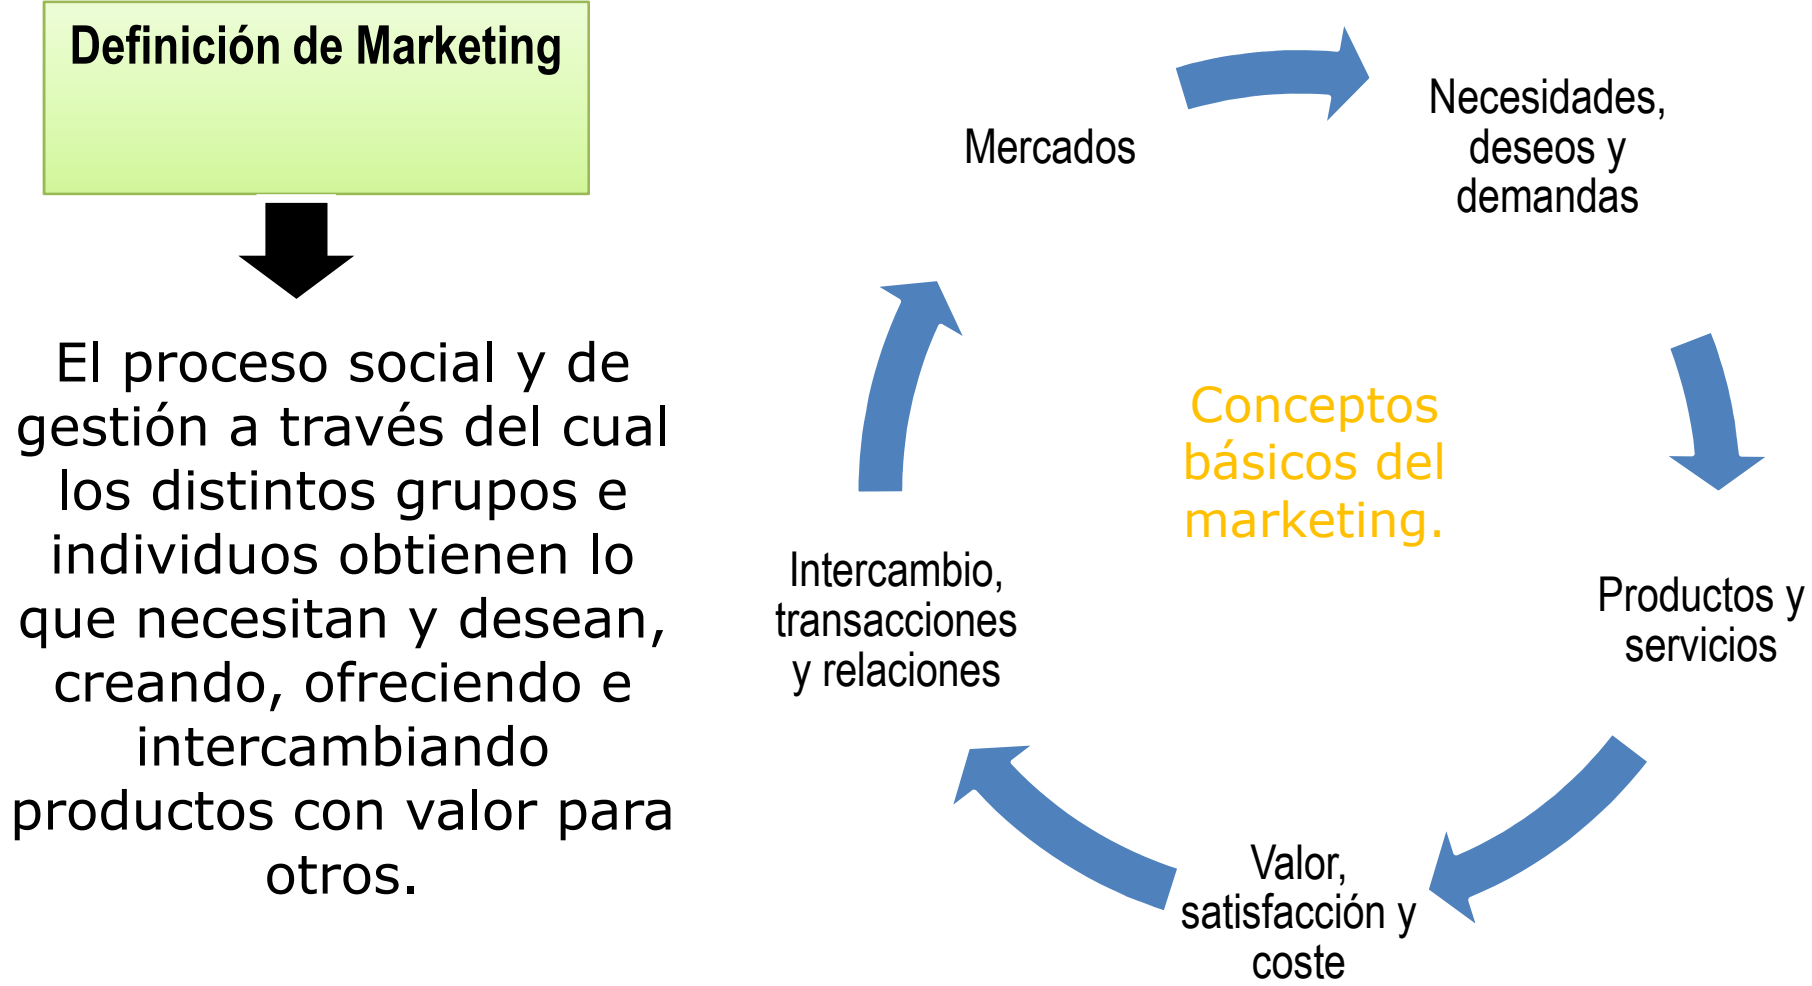 Definición de Marketing
El proceso social y de
gestión a través del cual
los distintos grupos e
individuos obtienen lo
que necesitan y desean,
creando, ofreciendo e
intercambiando
productos con valor para
otros.
Mercados
Necesidades,
deseos y
demandas
Productos y
servicios
Valor,
satisfacción y
coste
Intercambio,
transacciones
y relaciones
Conceptos
básicos del
marketing.